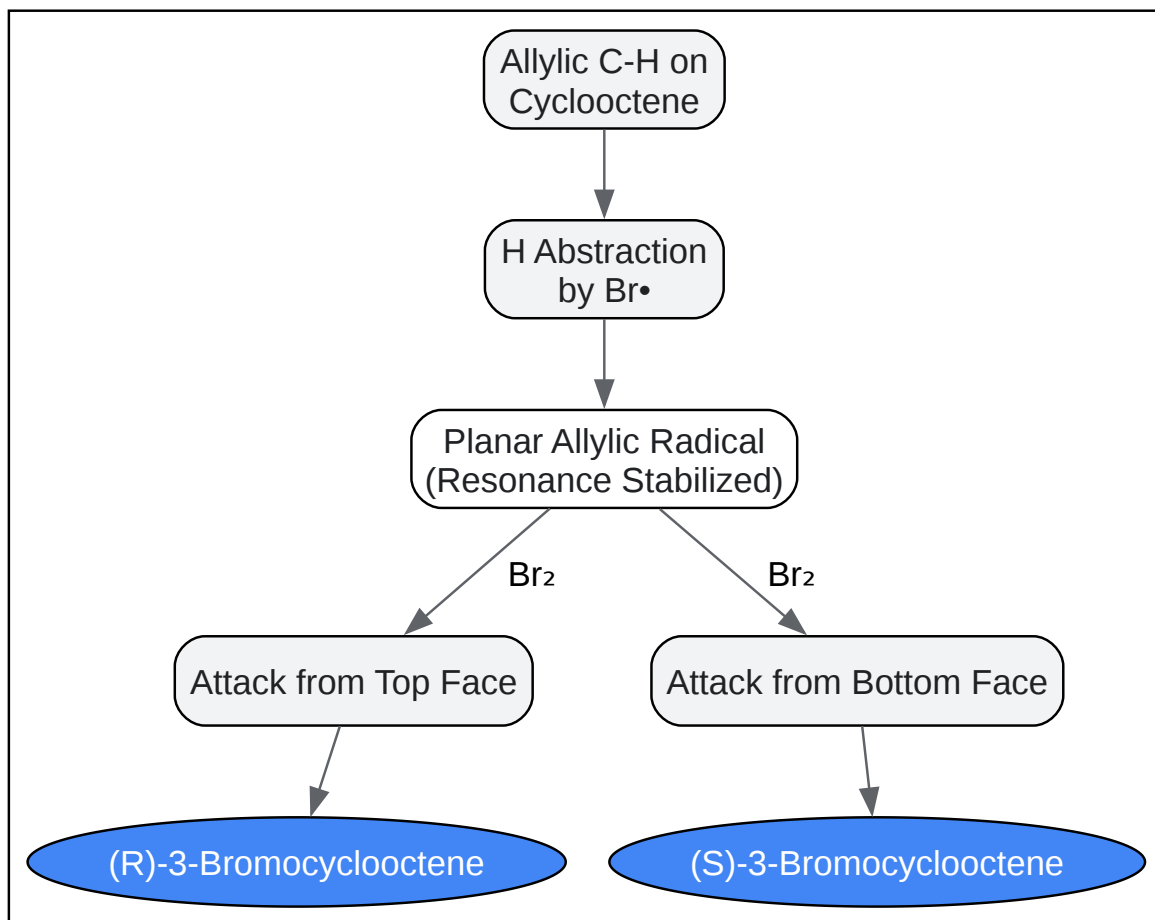 Allylic C-H on
Cyclooctene
H Abstraction
by Br•
Planar Allylic Radical
(Resonance Stabilized)
Br₂
Br₂
Attack from Top Face
Attack from Bottom Face
(R)-3-Bromocyclooctene
(S)-3-Bromocyclooctene